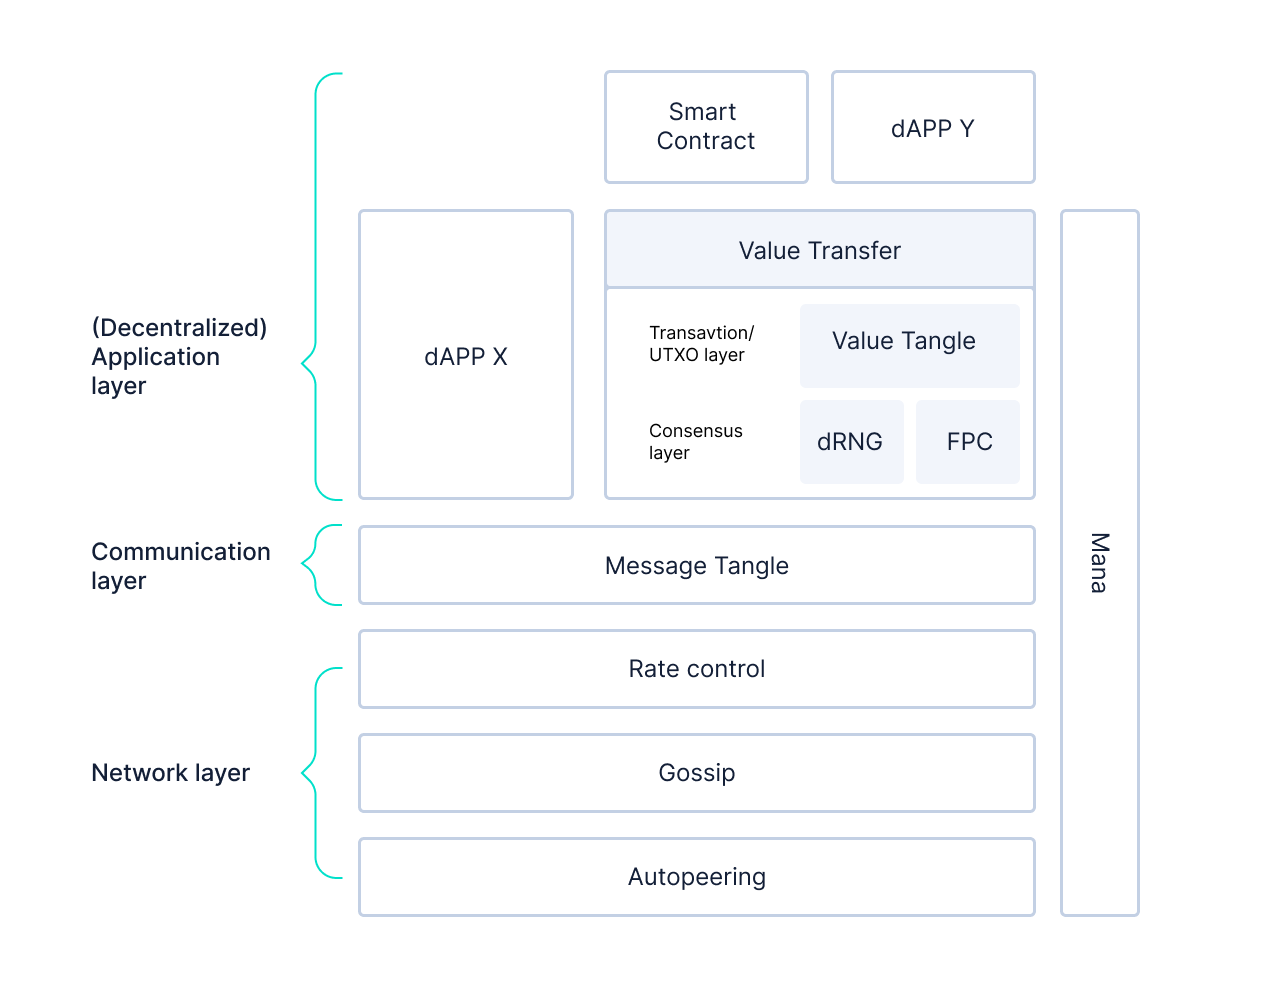 Smart
Contract
dAPP Y
Value Transfer
(Decentralized)
Application
layer
dAPP X
Transavtion/
UTXO layer
Value Tangle
Consensus
layer
dRNG
FPC
Communication
layer
Message Tangle
Mana
Rate control
Network layer
Gossip
Autopeering